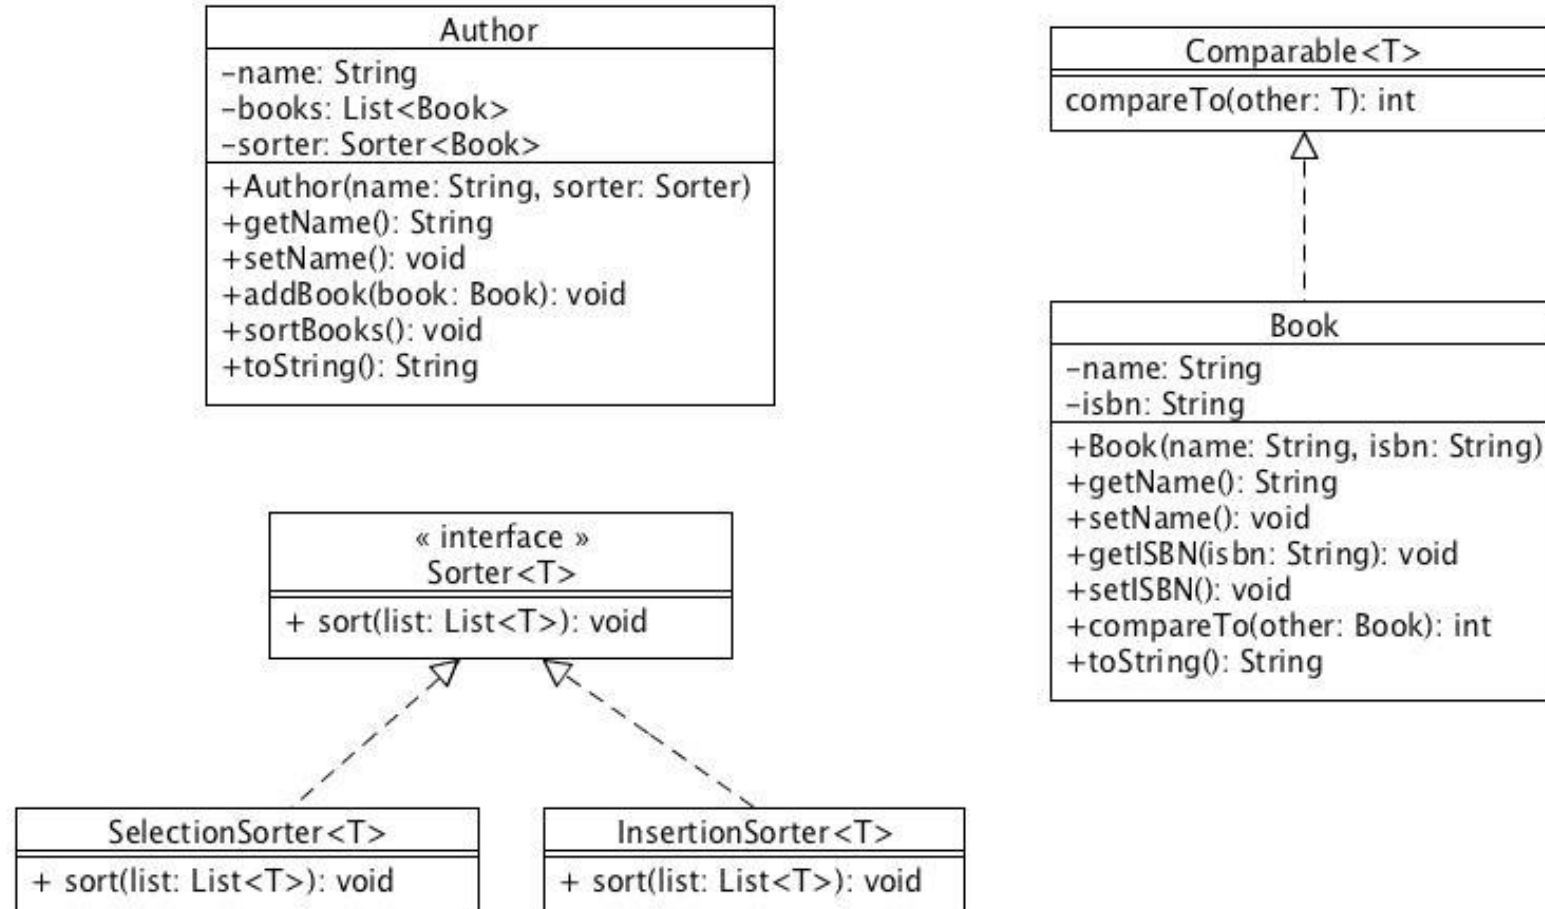 Author
-name: String
-books: List<Book>
-sorter: Sorter<Book>
+Author(name: String, sorter: Sorter)
+getName(): String
+setName(): void
+addBook(book: Book): void
+sortBooks(): void
+toString(): String
Comparable<T>
compareTo(other: T): int
Book
-name: String
-isbn: String
+Book(name: String, isbn: String)
+getName(): String
+setName(): void
+getISBN(isbn: String): void
+setISBN(): void
+compareTo(other: Book): int
+toString(): String
« interface »
Sorter<T>
+ sort(list: List<T>): void
SelectionSorter<T>
+ sort(list: List<T>): void
InsertionSorter<T>
+ sort(list: List<T>): void